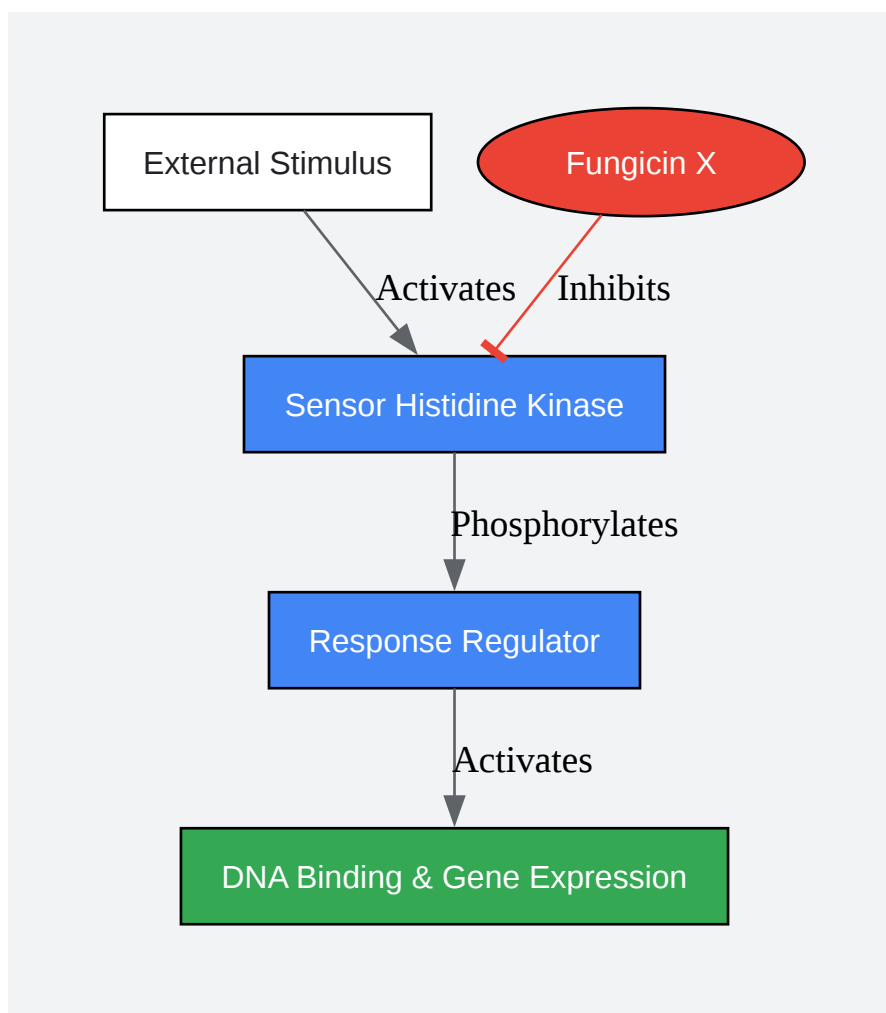 External Stimulus
Fungicin X
Activates
Inhibits
Sensor Histidine Kinase
Phosphorylates
Response Regulator
Activates
DNA Binding & Gene Expression